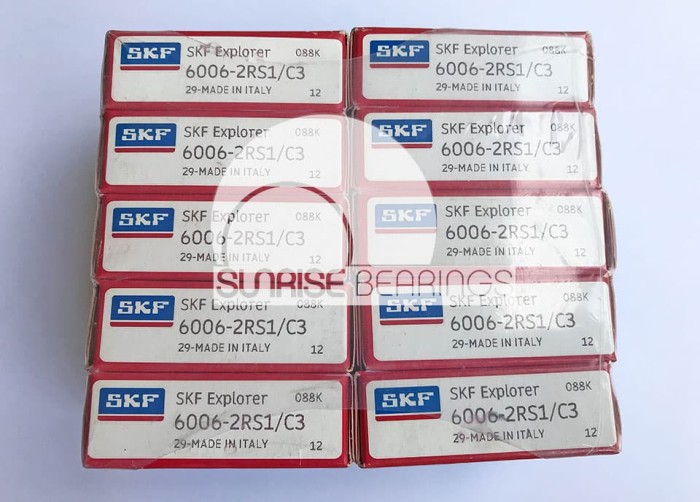 SKF SKF Explorer 088K
6006-2RS1/C3
29-MADE IN ITALY 12
SKF SKF Explorer 088K
6006-2RS1/C3
29-MADE IN ITALY 12
SKF SKF Explorer 088K
6006-2RS1/C3
29-MADE IN ITALY 12
SKF SKF Explorer 088K
6006-2RS1/C3
29-MADE IN ITALY 12
SKF SKF Explorer 088K
6006-2RS1/C3
29-MADE IN ITALY 12
SKF SKF Explorer 088K
6006-2RS1/C3
29-MADE IN ITALY 12
SUNRISE BEARINGS
SKF SKF Explorer 088K
6006-2RS1/C3
29-MADE IN ITALY 12
SKF SKF Explorer 088K
6006-2RS1/C3
29-MADE IN ITALY 12
SKF SKF Explorer 088K
6006-2RS1/C3
29-MADE IN ITALY 12
SKF SKF Explorer 088K
6006-2RS1/C3
29-MADE IN ITALY 12